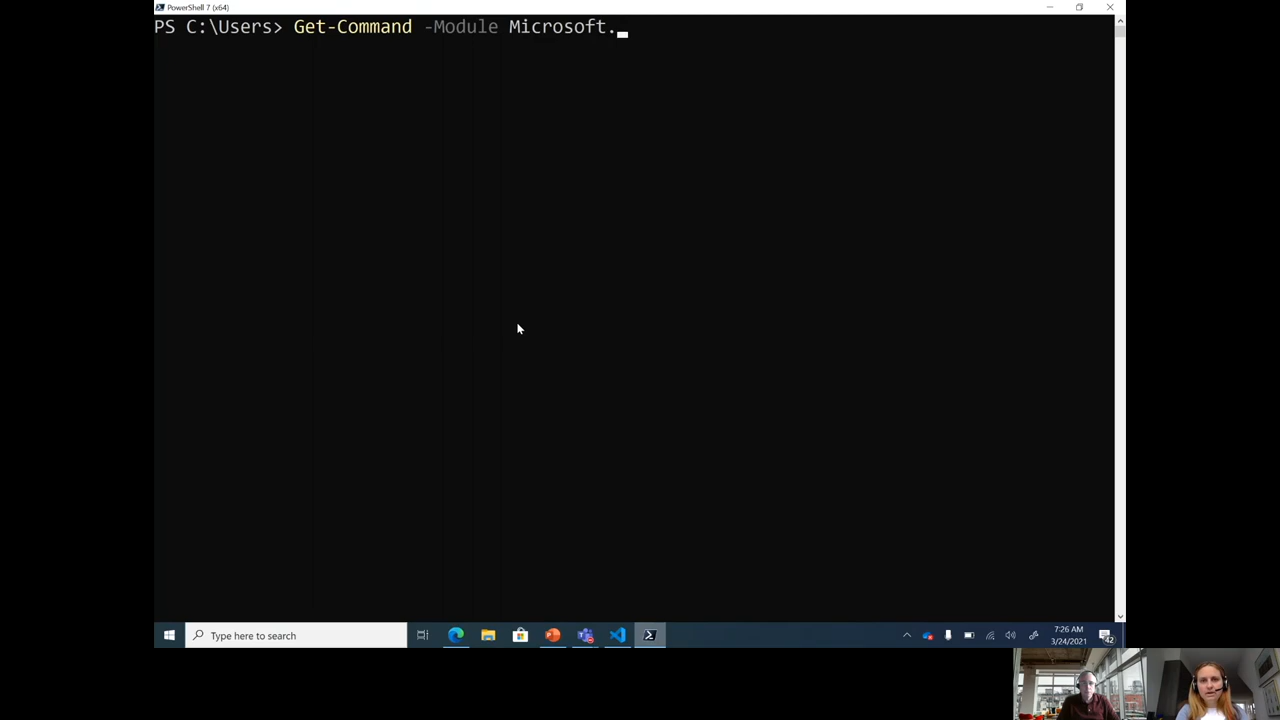 PowerShell 7 (x64)
PS C:\Users> Get-Command -Module Microsoft.
Type here to search
7:26 AM
3/24/2021
42